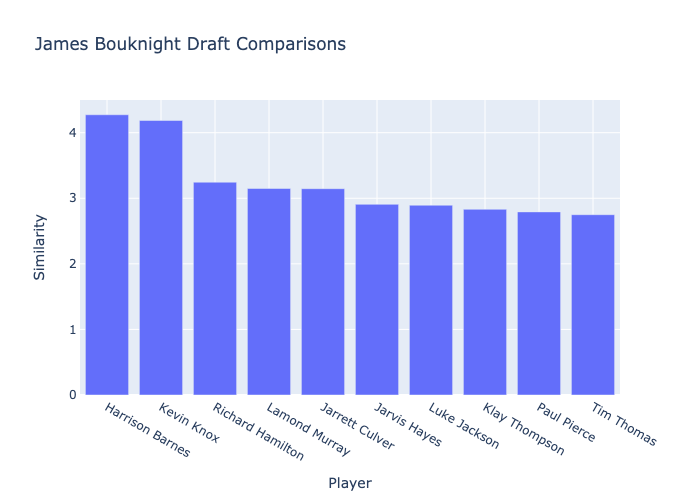 James Bouknight Draft Comparisons
Similarity
4
3
2
1
0
Harrison Barnes
Kevin Knox
Richard Hamilton
Lamond Murray
Jarrett Culver
Jarvis Hayes
Luke Jackson
Klay Thompson
Paul Pierce
Tim Thomas
Player